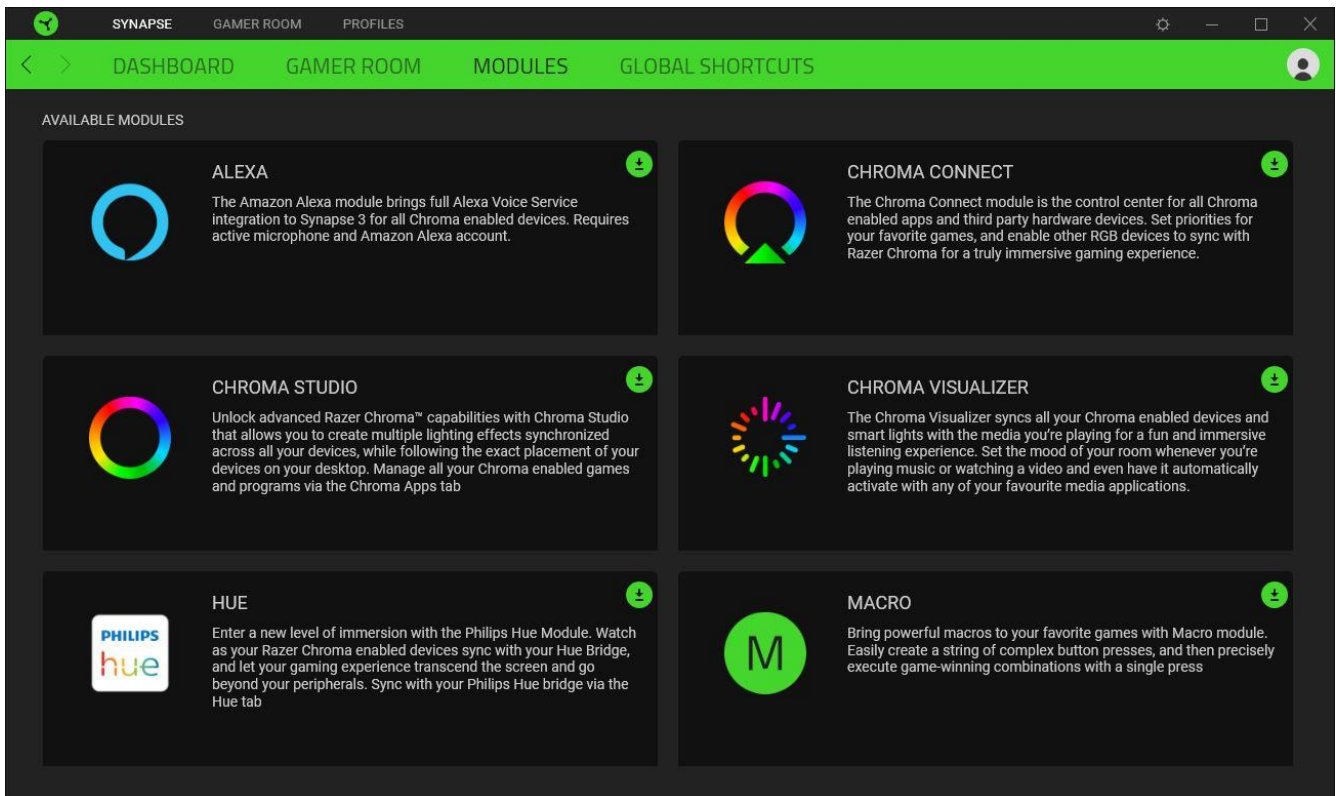 SYNAPSE GAMER ROOM PROFILES
DASHBOARD GAMER ROOM MODULES GLOBAL SHORTCUTS
AVAILABLE MODULES
ALEXA
The Amazon Alexa module brings full Alexa Voice Service
integration to Synapse 3 for all Chroma enabled devices. Requires
active microphone and Amazon Alexa account.
CHROMA CONNECT
The Chroma Connect module is the control center for all Chroma
enabled apps and third party hardware devices. Set priorities for
your favorite games, and enable other RGB devices to sync with
Razer Chroma for a truly immersive gaming experience.
CHROMA STUDIO
Unlock advanced Razer Chroma™ capabilities with Chroma Studio
that allows you to create multiple lighting effects synchronized
across all your devices, while following the exact placement of your
devices on your desktop. Manage all your Chroma enabled games
and programs via the Chroma Apps tab
CHROMA VISUALIZER
The Chroma Visualizer syncs all your Chroma enabled devices and
smart lights with the media you're playing for a fun and immersive
listening experience. Set the mood of your room whenever you're
playing music or watching a video and even have it automatically
activate with any of your favourite media applications.
PHILIPS
hue
HUE
Enter a new level of immersion with the Philips Hue Module. Watch
as your Razer Chroma enabled devices sync with your Hue Bridge,
and let your gaming experience transcend the screen and go
beyond your peripherals. Sync with your Philips Hue bridge via the
Hue tab
M
MACRO
Bring powerful macros to your favorite games with Macro module.
Easily create a string of complex button presses, and then precisely
execute game-winning combinations with a single press